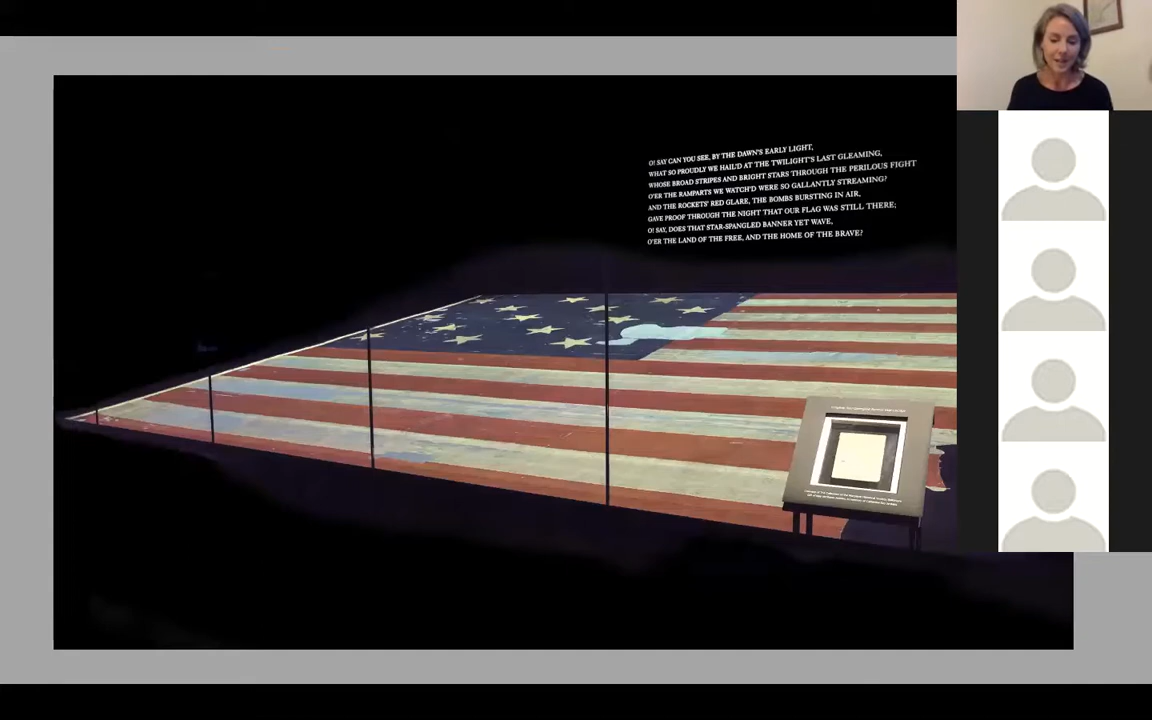 O! SAY CAN YOU SEE, BY THE DAWN'S EARLY LIGHT,
WHAT SO PROUDLY WE HAIL'D AT THE TWILIGHT'S LAST GLEAMING,
WHOSE BROAD STRIPES AND BRIGHT STARS THROUGH THE PERILOUS FIGHT
O'ER THE RAMPARTS WE WATCH'D WERE SO GALLANTLY STREAMING?
AND THE ROCKETS' RED GLARE, THE BOMBS BURSTING IN AIR,
GAVE PROOF THROUGH THE NIGHT THAT OUR FLAG WAS STILL THERE;
O! SAY, DOES THAT STAR-SPANGLED BANNER YET WAVE,
O'ER THE LAND OF THE FREE, AND THE HOME OF THE BRAVE?